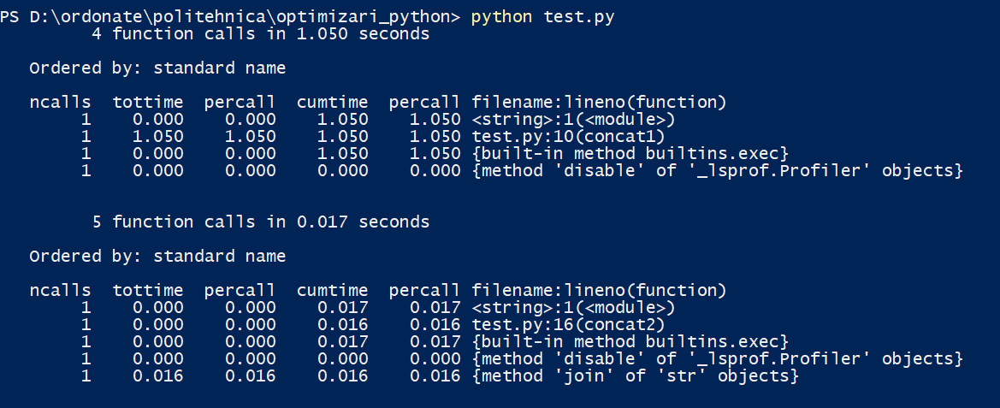 PS D:\ordonate\politehnica\optimizari_python> python test.py
         4 function calls in 1.050 seconds

   Ordered by: standard name

   ncalls  tottime  percall  cumtime  percall filename:lineno(function)
        1    0.000    0.000    1.050    1.050 <string>:1(<module>)
        1    1.050    1.050    1.050    1.050 test.py:10(concat1)
        1    0.000    0.000    1.050    1.050 {built-in method builtins.exec}
        1    0.000    0.000    0.000    0.000 {method 'disable' of '_lsprof.Profiler' objects}


         5 function calls in 0.017 seconds

   Ordered by: standard name

   ncalls  tottime  percall  cumtime  percall filename:lineno(function)
        1    0.000    0.000    0.017    0.017 <string>:1(<module>)
        1    0.000    0.000    0.016    0.016 test.py:16(concat2)
        1    0.000    0.000    0.017    0.017 {built-in method builtins.exec}
        1    0.000    0.000    0.000    0.000 {method 'disable' of '_lsprof.Profiler' objects}
        1    0.016    0.016    0.016    0.016 {method 'join' of 'str' objects}